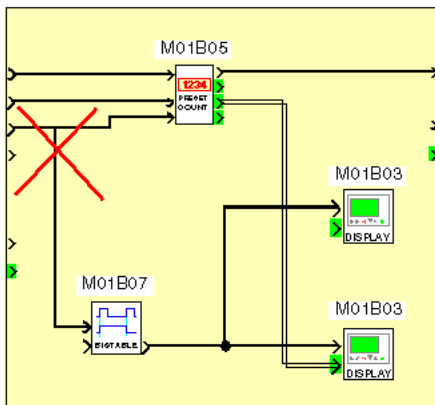 M01B05
1234
PRESET
COUNT
M01B03
DISPLAY
M01B07
BISTABLE
M01B03
DISPLAY